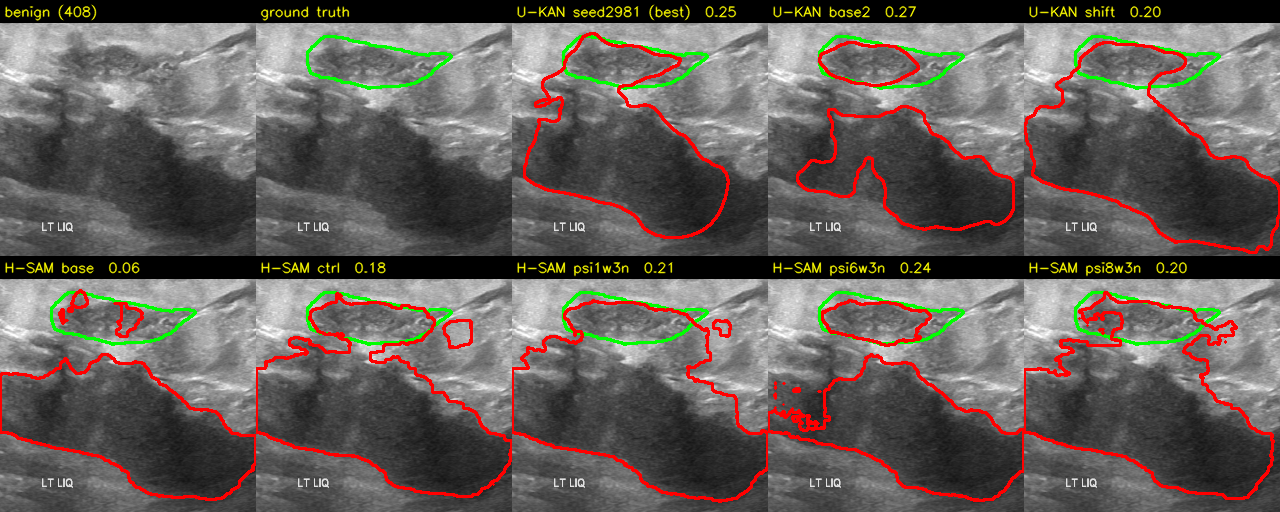 benign (408)
ground truth
U-KAN seed2981 (best) 0.25
U-KAN base2 0.27
U-KAN shift 0.20
LT LIQ
LT LIQ
LT LIQ
LT LIQ
LT LIQ
H-SAM base 0.06
H-SAM ctrl 0.18
H-SAM psi1w3n 0.21
H-SAM psi6w3n 0.24
H-SAM psi8w3n 0.20
LT LIQ
LT LIQ
LT LIQ
LT LIQ
LT LIQ